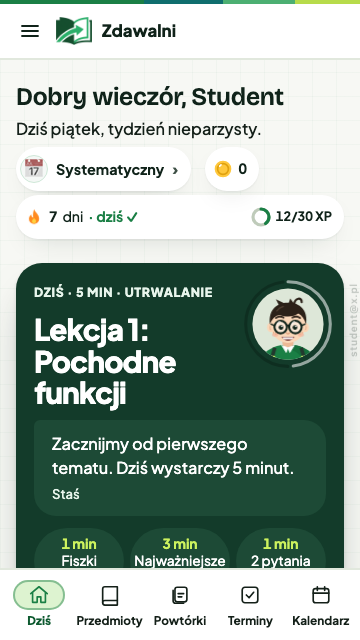 Zdawalni
Dobry wieczór, Student
Dziś piątek, tydzień nieparzysty.
17 Systematyczny › 0
7 dni · dziś ✓ 12/30 XP
DZIŚ · 5 MIN · UTRWALANIE
Lekcja 1:
Pochodne
funkcji
student@x.pl
Zacznijmy od pierwszego
tematu. Dziś wystarczy 5 minut.
Staś
1 min 3 min 1 min
Fiszki Najważniejsze 2 pytania
Dziś Przedmioty Powtórki Terminy Kalendarz